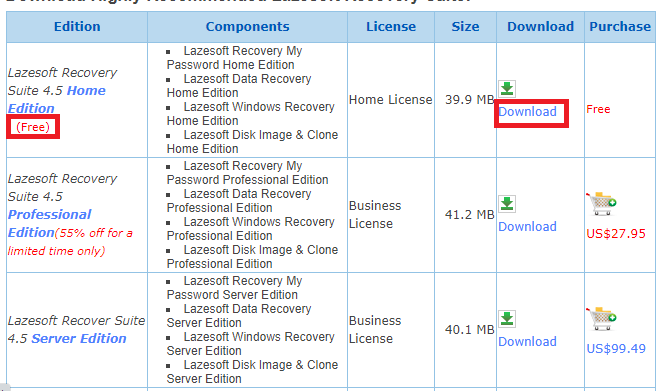 Download Highly Recommended Lazesoft Recovery Suite.
Edition Components License Size Download Purchase
Lazesoft Recovery
Suite 4.5 Home
Edition
(Free)
Lazesoft Recovery My
Password Home Edition
Lazesoft Data Recovery
Home Edition
Lazesoft Windows Recovery
Home Edition
Lazesoft Disk Image & Clone
Home Edition
Home License
39.9 MB
Download
Free
Lazesoft Recovery
Suite 4.5
Professional
Edition(55% off for a
limited time only)
Lazesoft Recovery My
Password Professional Edition
Lazesoft Data Recovery
Professional Edition
Lazesoft Windows Recovery
Professional Edition
Lazesoft Disk Image & Clone
Professional Edition
Business
License
41.2 MB
Download
US$27.95
Lazesoft Recover Suite
4.5 Server Edition
Lazesoft Recovery My
Password Server Edition
Lazesoft Data Recovery
Server Edition
Lazesoft Windows Recovery
Server Edition
Lazesoft Disk Image & Clone
Server Edition
Business
License
40.1 MB
Download
US$99.49